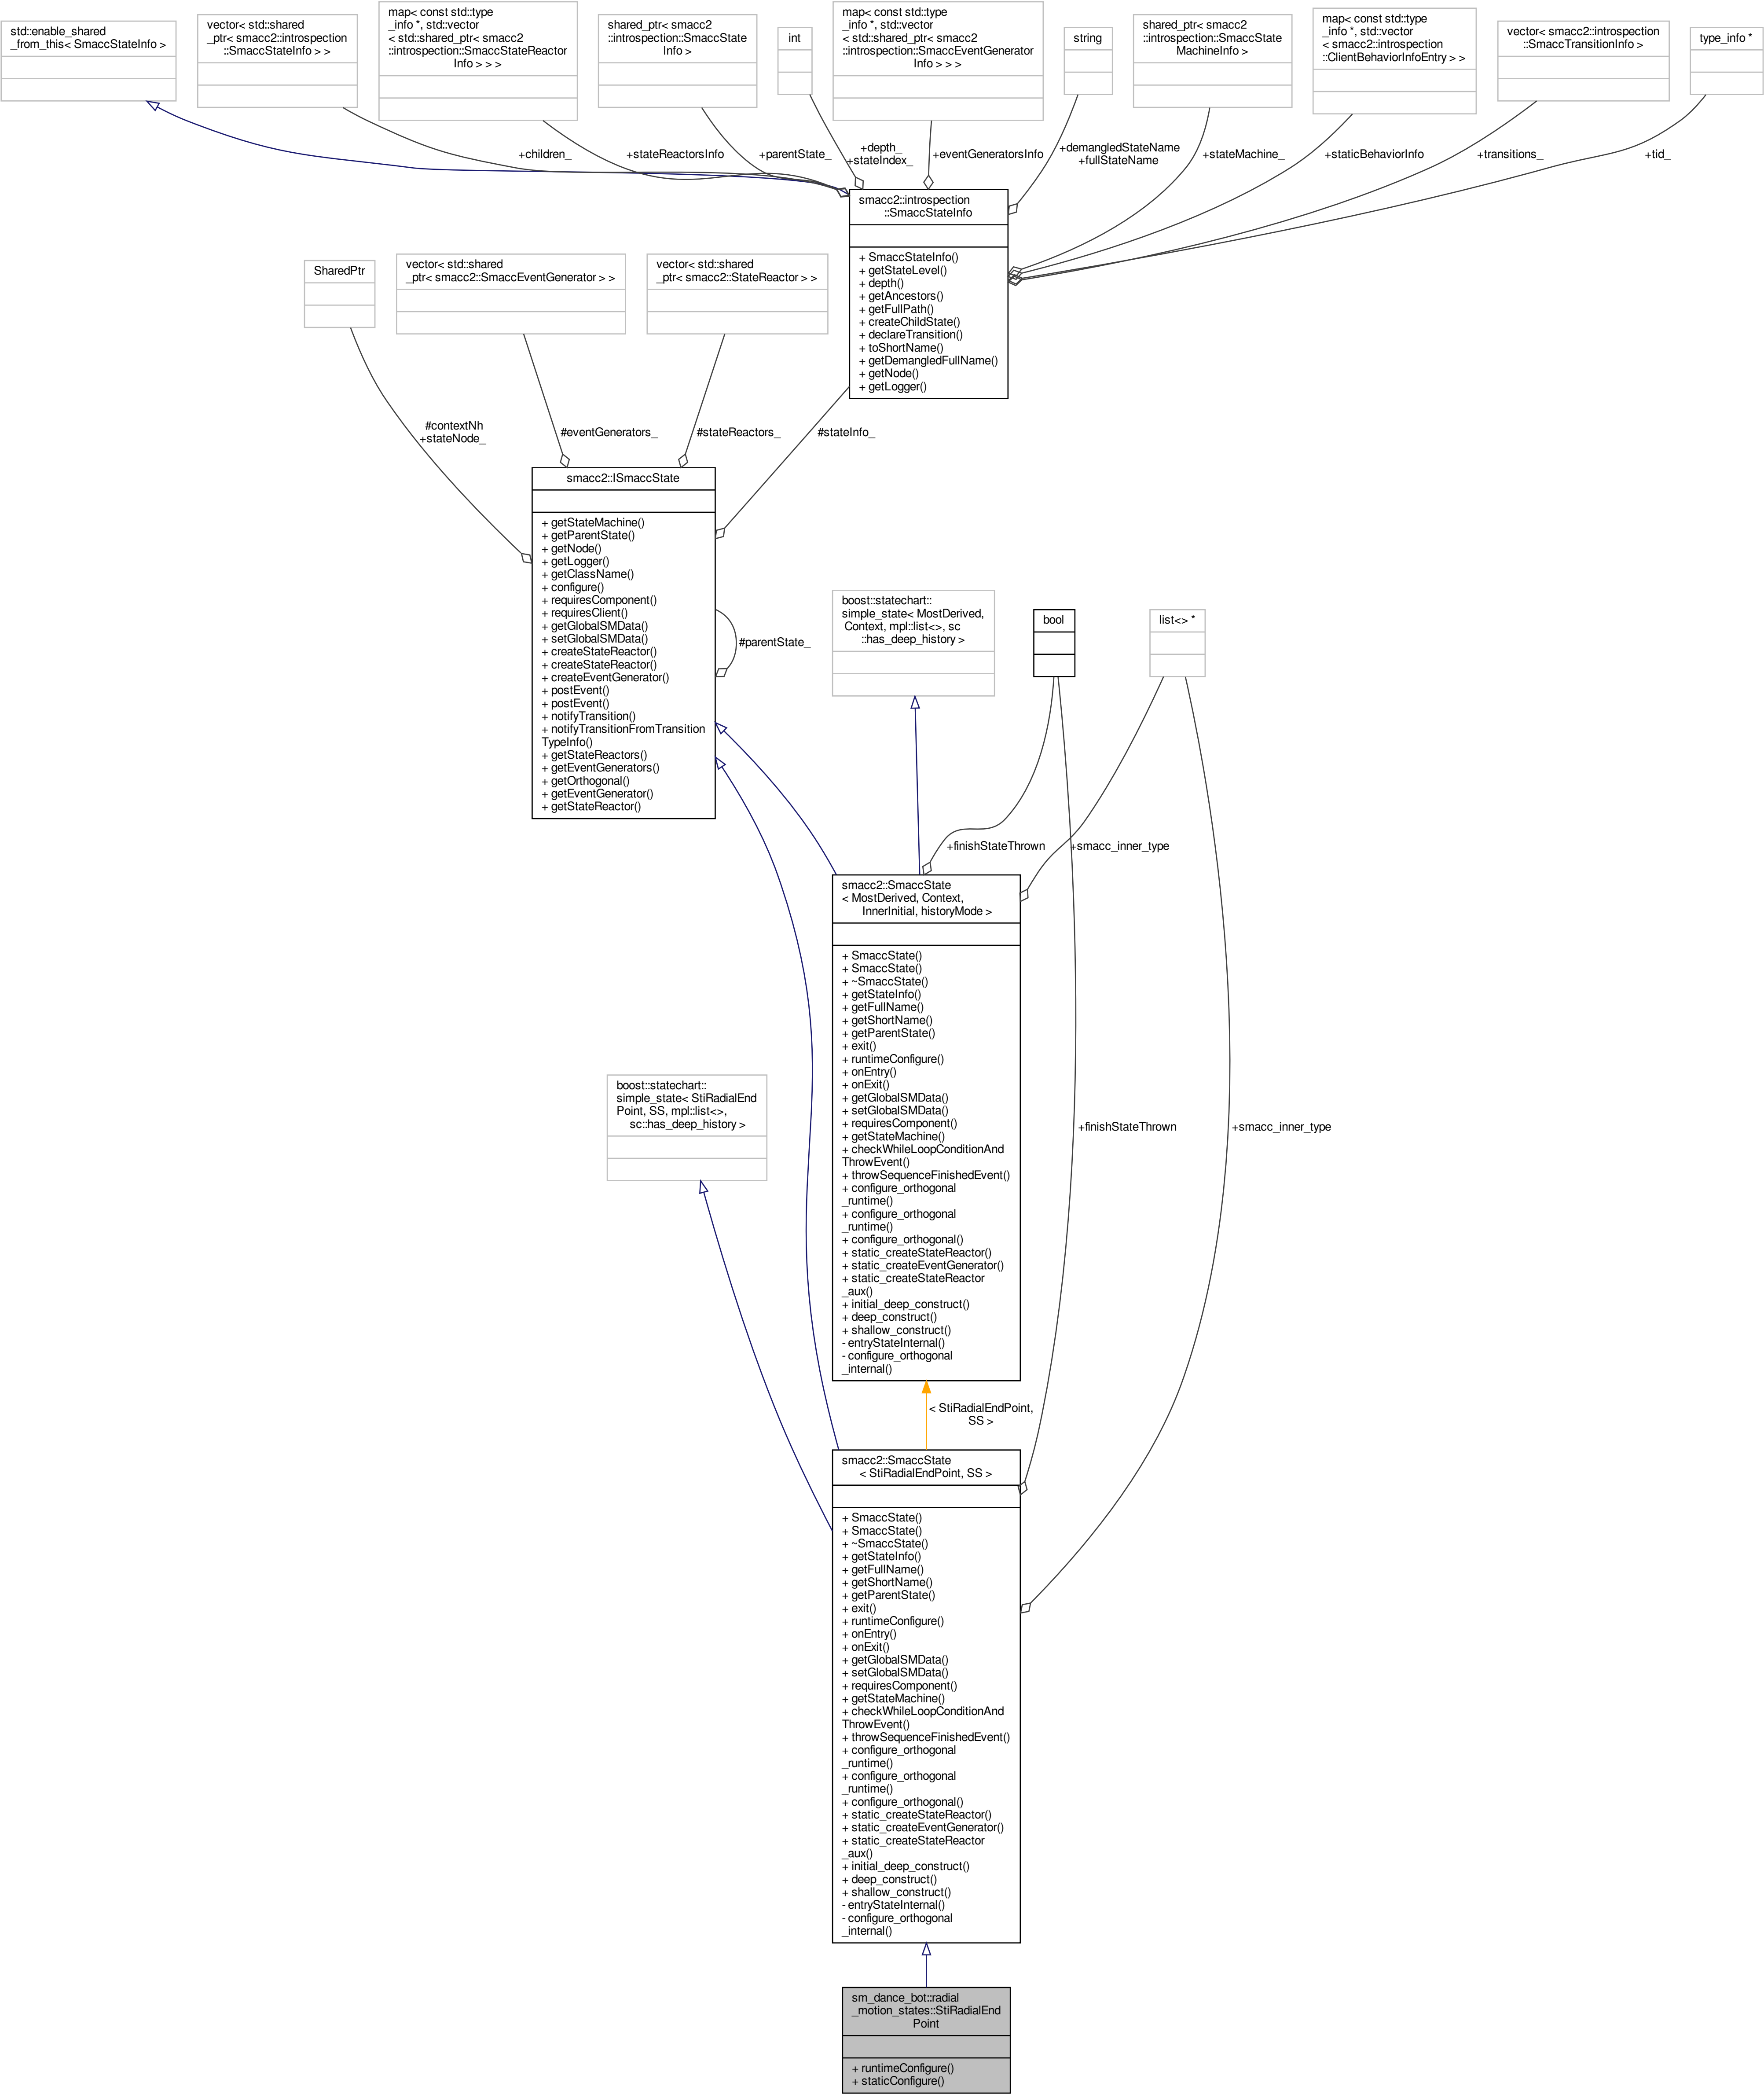 std::enable_shared
_from_this< SmaccStateInfo >
vector< std::shared
_ptr< smacc2::introspection
::SmaccStateInfo > >
map< const std::type
_info *, std::vector
< std::shared_ptr< smacc2
::introspection::SmaccStateReactor
Info > > >
shared_ptr< smacc2
::introspection::SmaccState
Info >
int
map< const std::type
_info *, std::vector
< std::shared_ptr< smacc2
::introspection::SmaccEventGenerator
Info > > >
string
shared_ptr< smacc2
::introspection::SmaccState
MachineInfo >
map< const std::type
_info *, std::vector
< smacc2::introspection
::ClientBehaviorInfoEntry > >
vector< smacc2::introspection
::SmaccTransitionInfo >
type_info *
+children_
+stateReactorsInfo
+parentState_
+depth_
+stateIndex_
+eventGeneratorsInfo
+demangledStateName
+fullStateName
+stateMachine_
+staticBehaviorInfo
+transitions_
+tid_
smacc2::introspection
::SmaccStateInfo
+ SmaccStateInfo()
+ getStateLevel()
+ depth()
+ getAncestors()
+ getFullPath()
+ createChildState()
+ declareTransition()
+ toShortName()
+ getDemangledFullName()
+ getNode()
+ getLogger()
SharedPtr
vector< std::shared
_ptr< smacc2::SmaccEventGenerator > >
vector< std::shared
_ptr< smacc2::StateReactor > >
#contextNh
+stateNode_
#eventGenerators_
#stateReactors_
#stateInfo_
smacc2::ISmaccState
+ getStateMachine()
+ getParentState()
+ getNode()
+ getLogger()
+ getClassName()
+ configure()
+ requiresComponent()
+ requiresClient()
+ getGlobalSMData()
+ setGlobalSMData()
+ createStateReactor()
+ createStateReactor()
+ createEventGenerator()
+ postEvent()
+ postEvent()
+ notifyTransition()
+ notifyTransitionFromTransition
TypeInfo()
+ getStateReactors()
+ getEventGenerators()
+ getOrthogonal()
+ getEventGenerator()
+ getStateReactor()
#parentState_
boost::statechart::
simple_state< MostDerived,
Context, mpl::list<>, sc
::has_deep_history >
bool
list<> *
+finishStateThrown
+smacc_inner_type
smacc2::SmaccState
< MostDerived, Context,
InnerInitial, historyMode >
+ SmaccState()
+ SmaccState()
+ ~SmaccState()
+ getStateInfo()
+ getFullName()
+ getShortName()
+ getParentState()
+ exit()
+ runtimeConfigure()
+ onEntry()
+ onExit()
+ getGlobalSMData()
+ setGlobalSMData()
+ requiresComponent()
+ getStateMachine()
+ checkWhileLoopConditionAnd
ThrowEvent()
+ throwSequenceFinishedEvent()
+ configure_orthogonal
_runtime()
+ configure_orthogonal
_runtime()
+ configure_orthogonal()
+ static_createStateReactor()
+ static_createEventGenerator()
+ static_createStateReactor
_aux()
+ initial_deep_construct()
+ deep_construct()
+ shallow_construct()
- entryStateInternal()
- configure_orthogonal
_internal()
boost::statechart::
simple_state< StiRadialEnd
Point, SS, mpl::list<>,
sc::has_deep_history >
+finishStateThrown
+smacc_inner_type
< StiRadialEndPoint,
SS >
smacc2::SmaccState
< StiRadialEndPoint, SS >
+ SmaccState()
+ SmaccState()
+ ~SmaccState()
+ getStateInfo()
+ getFullName()
+ getShortName()
+ getParentState()
+ exit()
+ runtimeConfigure()
+ onEntry()
+ onExit()
+ getGlobalSMData()
+ setGlobalSMData()
+ requiresComponent()
+ getStateMachine()
+ checkWhileLoopConditionAnd
ThrowEvent()
+ throwSequenceFinishedEvent()
+ configure_orthogonal
_runtime()
+ configure_orthogonal
_runtime()
+ configure_orthogonal()
+ static_createStateReactor()
+ static_createEventGenerator()
+ static_createStateReactor
_aux()
+ initial_deep_construct()
+ deep_construct()
+ shallow_construct()
- entryStateInternal()
- configure_orthogonal
_internal()
sm_dance_bot::radial
_motion_states::StiRadialEnd
Point
+ runtimeConfigure()
+ staticConfigure()